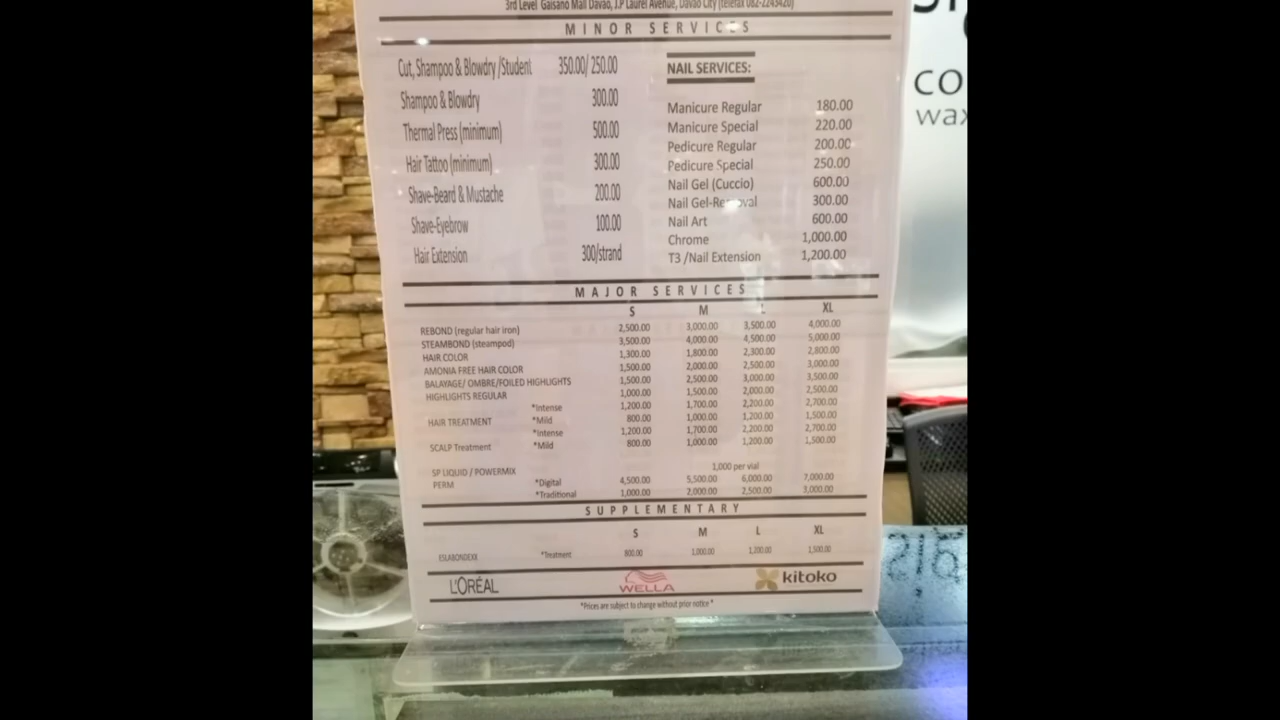 3rd Level Gaisano Mall Davao, J.P Laurel Avenue, Davao City (telefax 082-2243420)
MINOR SERVICES
Cut, Shampoo & Blowdry /Student 350.00/ 250.00
Shampoo & Blowdry 300.00
Thermal Press (minimum) 500.00
Hair Tattoo (minimum) 300.00
Shave-Beard & Mustache 200.00
Shave-Eyebrow 100.00
Hair Extension 300/strand
NAIL SERVICES:
Manicure Regular 180.00
Manicure Special 220.00
Pedicure Regular 200.00
Pedicure Special 250.00
Nail Gel (Cuccio) 600.00
Nail Gel-Removal 300.00
Nail Art 600.00
Chrome 1,000.00
T3 /Nail Extension 1,200.00
MAJOR SERVICES
S M L XL
REBOND (regular hair iron) 2,500.00 3,000.00 3,500.00 4,000.00
STEAMBOND (steampod) 3,500.00 4,000.00 4,500.00 5,000.00
HAIR COLOR 1,300.00 1,800.00 2,300.00 2,800.00
AMONIA FREE HAIR COLOR 1,500.00 2,000.00 2,500.00 3,000.00
BALAYAGE/ OMBRE/FOILED HIGHLIGHTS 1,500.00 2,500.00 3,000.00 3,500.00
HIGHLIGHTS REGULAR 1,000.00 1,500.00 2,000.00 2,500.00
*Intense 1,200.00 1,700.00 2,200.00 2,700.00
HAIR TREATMENT *Mild 800.00 1,000.00 1,200.00 1,500.00
*Intense 1,200.00 1,700.00 2,200.00 2,700.00
SCALP Treatment *Mild 800.00 1,000.00 1,200.00 1,500.00
SP LIQUID / POWERMIX 1,000 per vial
PERM *Digital 4,500.00 5,500.00 6,000.00 7,000.00
*Traditional 1,000.00 2,000.00 2,500.00 3,000.00
SUPPLEMENTARY
S M L XL
ESLABONDEXX *Treatment 800.00 1,000.00 1,200.00 1,500.00
L'ORÉAL WELLA kitoko
*Prices are subject to change without prior notice *
CO
wax